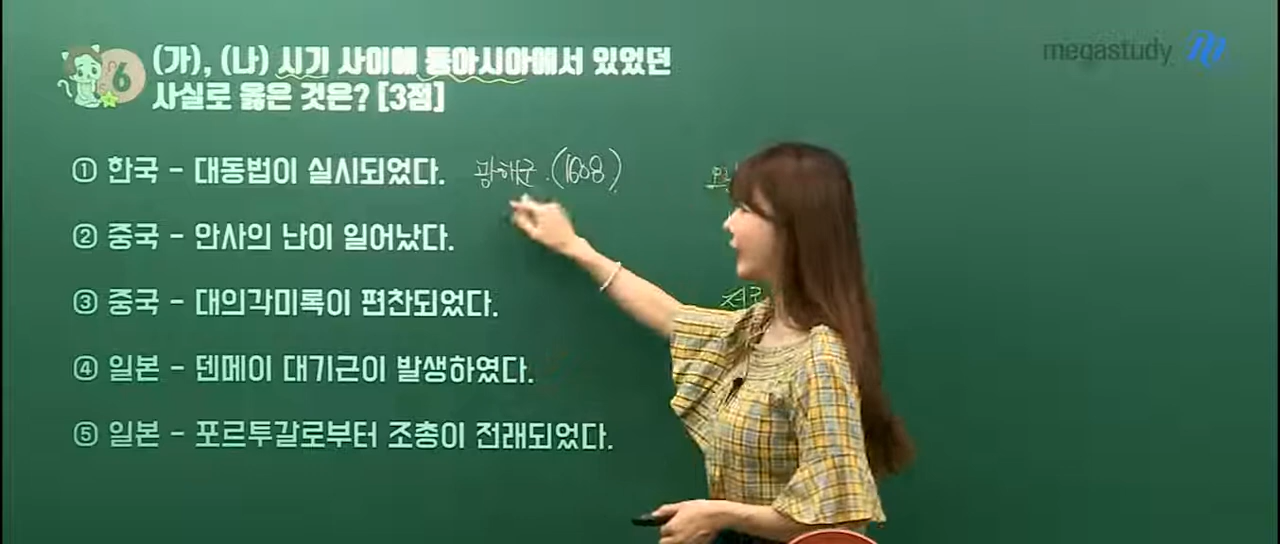 6 (가), (나) 시기 사이에 동아시아에서 있었던
사실로 옳은 것은? [3점]
megastudy m
① 한국 - 대동법이 실시되었다. 광해군.(1608)
② 중국 - 안사의 난이 일어났다.
③ 중국 - 대의각미록이 편찬되었다.
④ 일본 - 덴메이 대기근이 발생하였다.
⑤ 일본 - 포르투갈로부터 조총이 전래되었다.